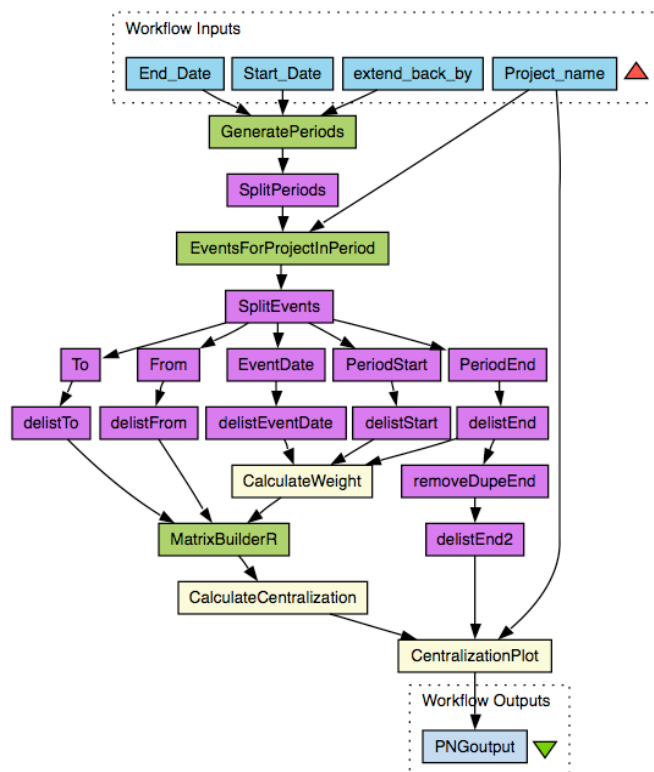 Workflow Inputs
End_Date
Start_Date
extend_back_by
Project_name
GeneratePeriods
SplitPeriods
EventsForProjectInPeriod
SplitEvents
To
From
EventDate
PeriodStart
PeriodEnd
delistTo
delistFrom
delistEventDate
delistStart
delistEnd
CalculateWeight
removeDupeEnd
MatrixBuilderR
delistEnd2
CalculateCentralization
CentralizationPlot
Workflow Outputs
PNGoutput